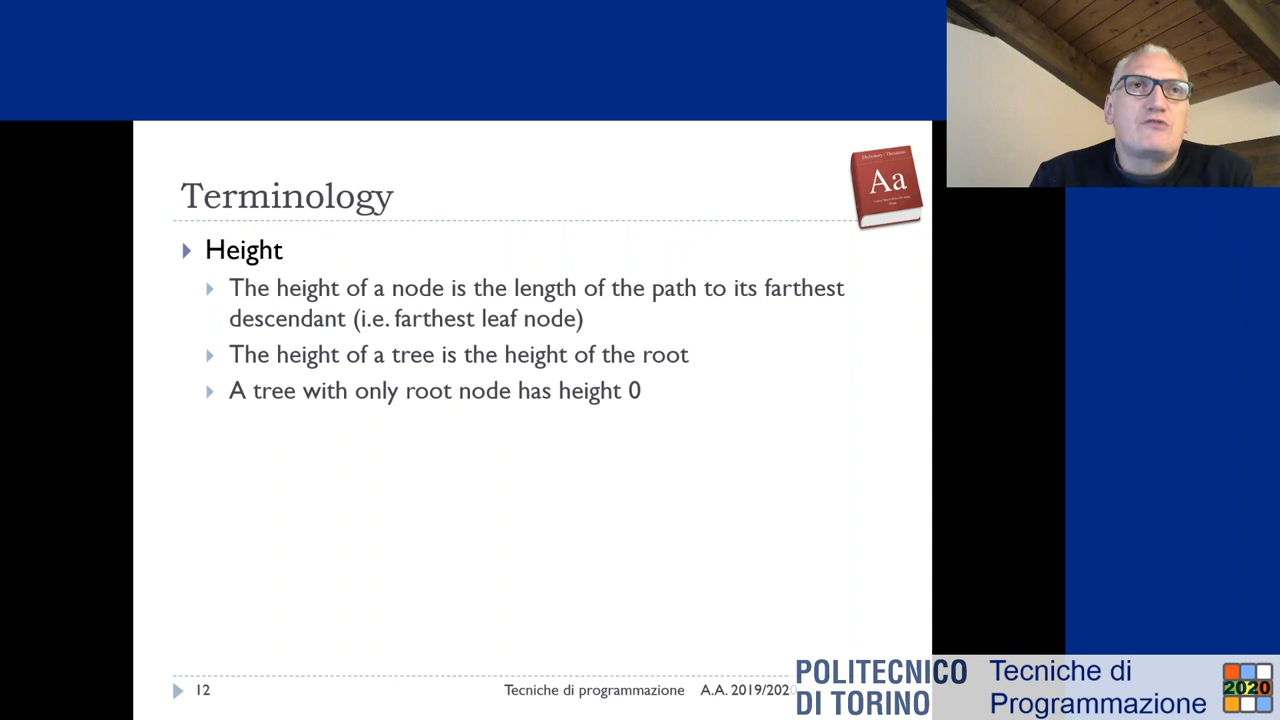 Terminology
Aa
Height
The height of a node is the length of the path to its farthest
descendant (i.e. farthest leaf node)
The height of a tree is the height of the root
A tree with only root node has height 0
12
Tecniche di programmazione A.A. 2019/2020
POLITECNICO
DI TORINO
Tecniche di
Programmazione
2020